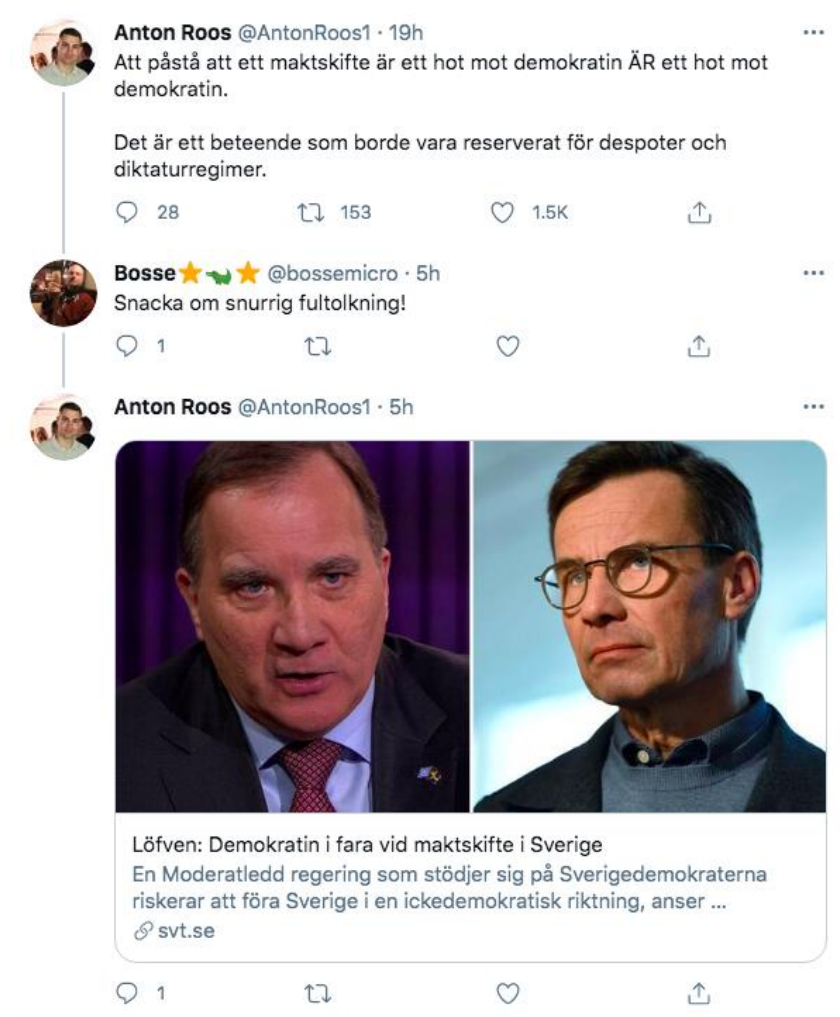 Anton Roos @AntonRoos1 · 19h
Att påstå att ett maktskifte är ett hot mot demokratin ÄR ett hot mot
demokratin.
Det är ett beteende som borde vara reserverat för despoter och
diktaturregimer.
28 153 1.5K
Bosse⭐🐊⭐ @bossemicro · 5h
Snacka om snurrig fultolkning!
1
Anton Roos @AntonRoos1 · 5h
Löfven: Demokratin i fara vid maktskifte i Sverige
En Moderatledd regering som stödjer sig på Sverigedemokraterna
riskerar att föra Sverige i en ickedemokratisk riktning, anser ...
svt.se
1